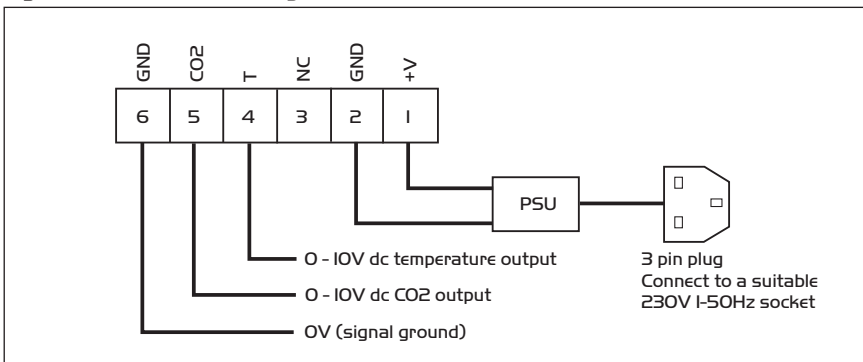 GND
CO2
T
NC
GND
+V
6
5
4
3
2
1
PSU
0 - 10V dc temperature output
0 - 10V dc CO2 output
0V (signal ground)
3 pin plug
Connect to a suitable
230V 1-50Hz socket